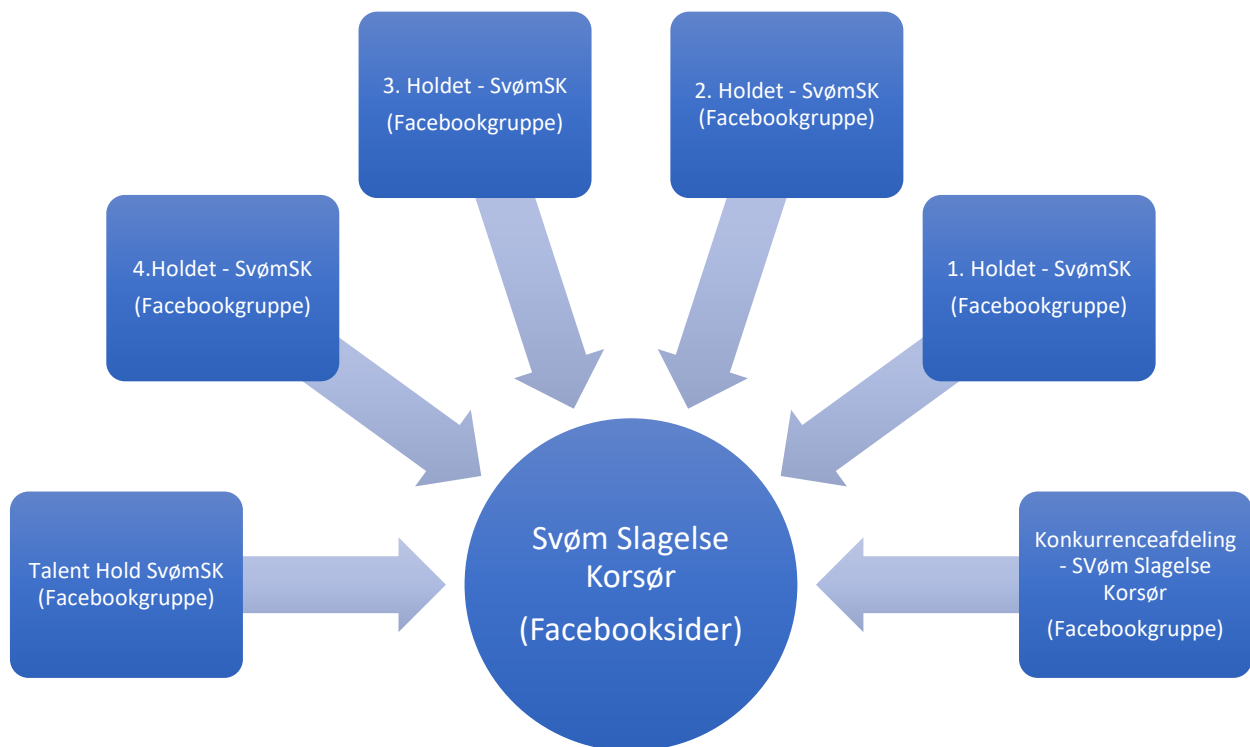 3. Holdet - SvømSK
(Facebookgruppe)
2. Holdet - SvømSK
(Facebookgruppe)
4.Holdet - SvømSK
(Facebookgruppe)
1. Holdet - SvømSK
(Facebookgruppe)
Talent Hold SvømSK
(Facebookgruppe)
Svøm Slagelse
Korsør
(Facebooksider)
Konkurrenceafdeling
- SVøm Slagelse
Korsør
(Facebookgruppe)